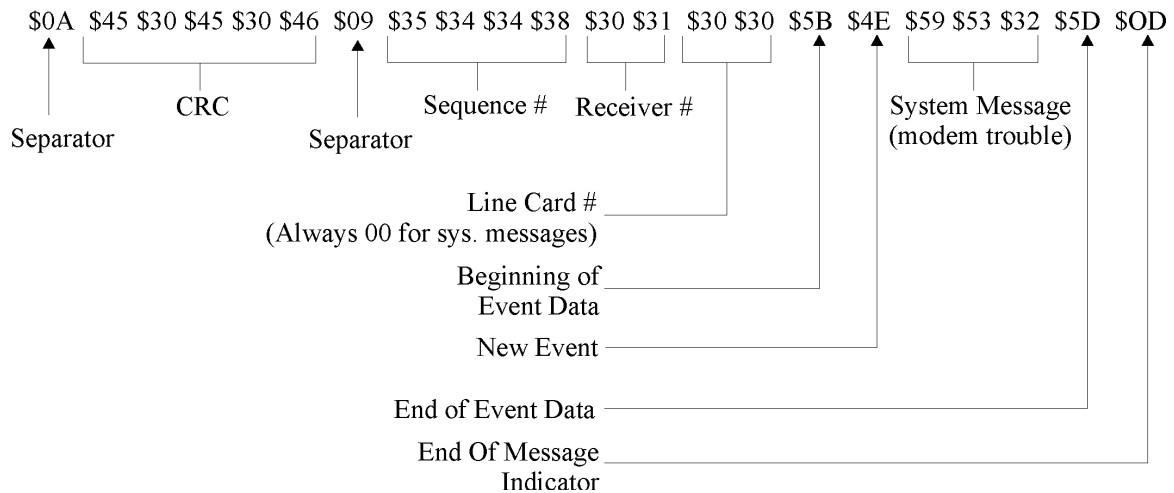 $0A $45 $30 $45 $30 $46 $09 $35 $34 $34 $38 $30 $31 $30 $30 $5B $4E $59 $53 $32 $5D $OD
CRC
Sequence #
Receiver #
System Message
(modem trouble)
Separator
Separator
Line Card #
(Always 00 for sys. messages)
Beginning of
Event Data
New Event
End of Event Data
End Of Message
Indicator